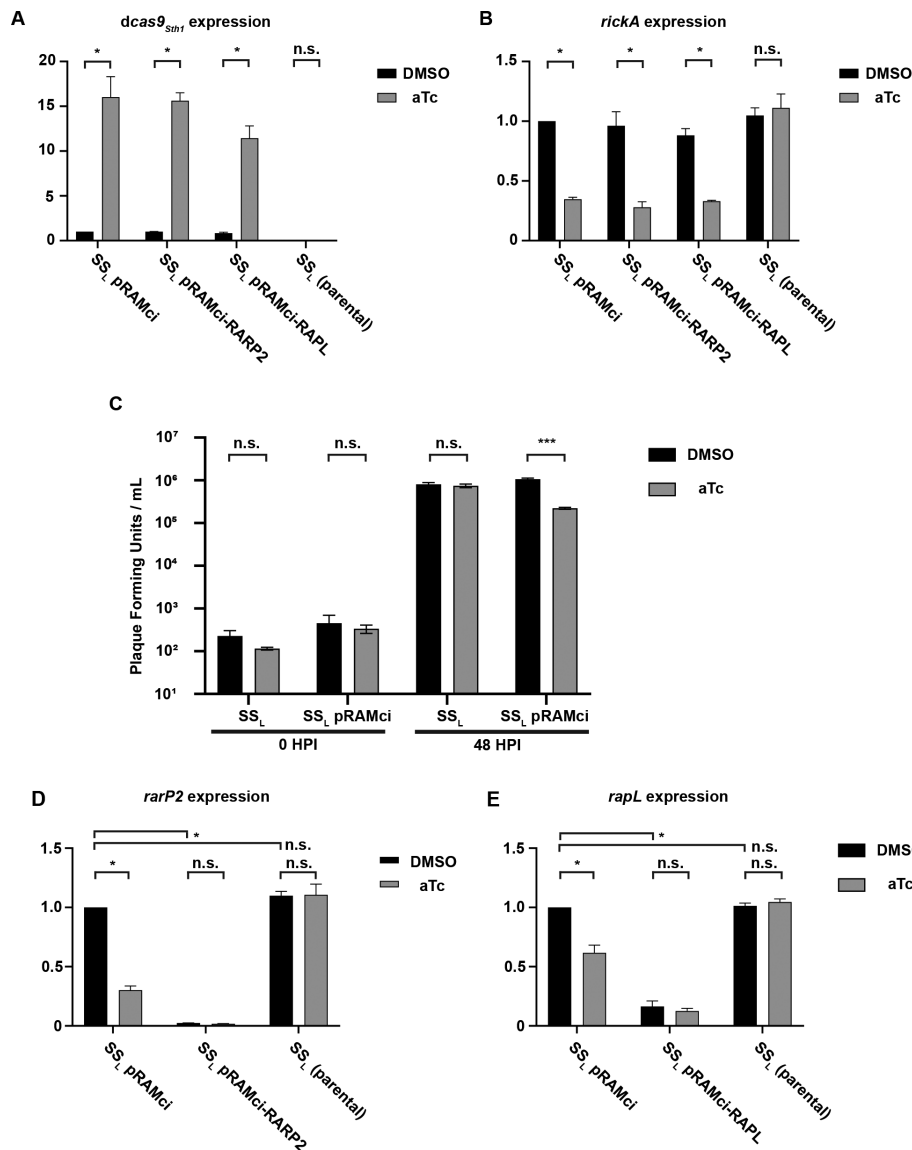 A
dcas9Sth1 expression
20
15
10
5
0
* * * n.s.
DMSO
aTc
SSL pRAMci
SSL pRAMci-RARP2
SSL pRAMci-RAPL
SSL (parental)
B
rickA expression
1.5
1.0
0.5
0
* * * n.s.
DMSO
aTc
SSL pRAMci
SSL pRAMci-RARP2
SSL pRAMci-RAPL
SSL (parental)
C
Plaque Forming Units / mL
10⁷
10⁶
10⁵
10⁴
10³
10²
10¹
n.s. n.s. n.s. ***
DMSO
aTc
SSL SSL pRAMci SSL SSL pRAMci
0 HPI 48 HPI
D
rarP2 expression
1.5
1.0
0.5
0
*
n.s.
* n.s. n.s.
DMSO
aTc
SSL pRAMci
SSL pRAMci-RARP2
SSL (parental)
E
rapL expression
1.5
1.0
0.5
0
*
n.s.
* n.s. n.s.
DMS
aTc
SSL pRAMci
SSL pRAMci-RAPL
SSL (parental)